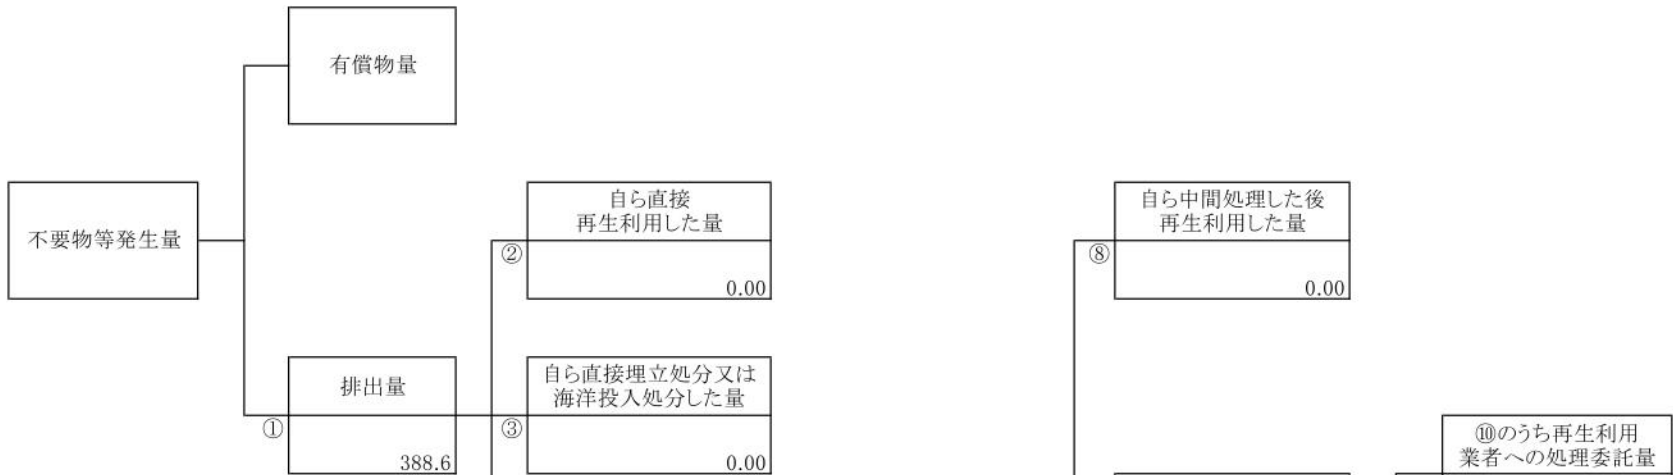 有償物量
不要物等発生量
自ら直接
再生利用した量
②
0.00
自ら中間処理した後
再生利用した量
⑧
0.00
排出量
①
388.6
自ら直接埋立処分又は
海洋投入処分した量
③
0.00
⑩のうち再生利用
業者への処理委託量